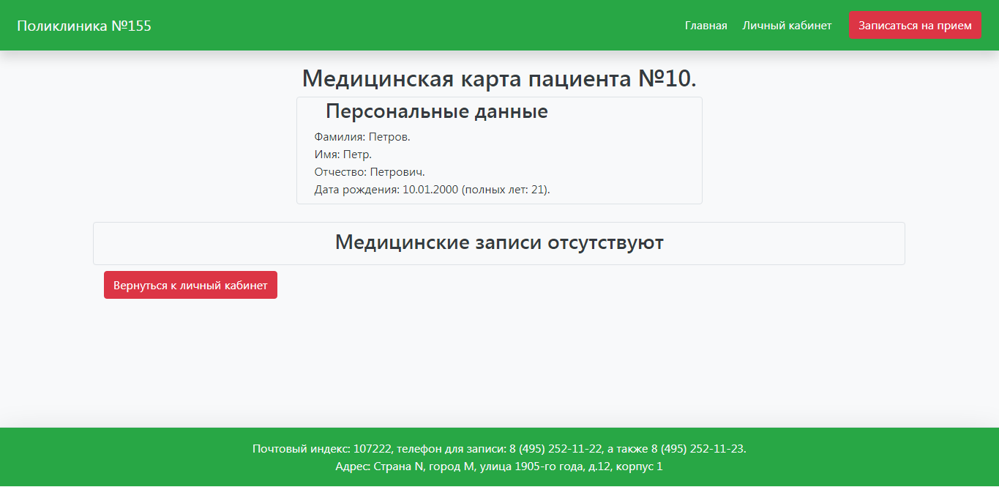 Поликлиника №155
Главная
Личный кабинет
Записаться на прием
Медицинская карта пациента №10.
Персональные данные
Фамилия: Петров.
Имя: Петр.
Отчество: Петрович.
Дата рождения: 10.01.2000 (полных лет: 21).
Медицинские записи отсутствуют
Вернуться к личный кабинет
Почтовый индекс: 107222, телефон для записи: 8 (495) 252-11-22, а также 8 (495) 252-11-23.
Адрес: Страна N, город M, улица 1905-го года, д.12, корпус 1